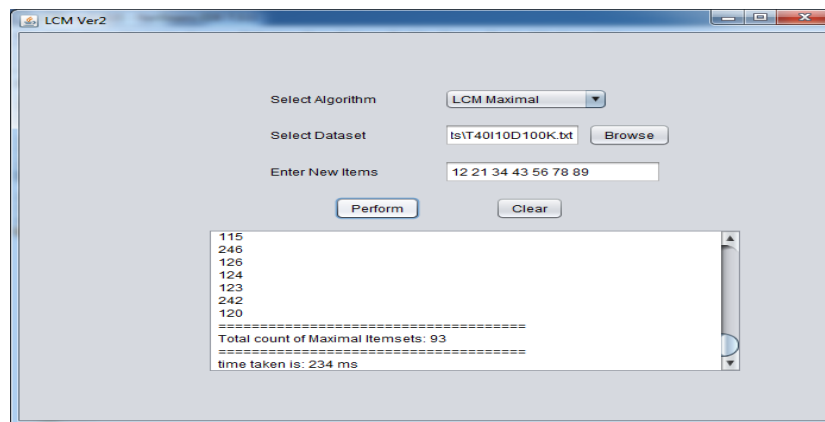 LCM Ver2
Select Algorithm LCM Maximal
Select Dataset ts\T40I10D100K.txt Browse
Enter New Items 12 21 34 43 56 78 89
Perform Clear
115
246
126
124
123
242
120
=====================================
Total count of Maximal Itemsets: 93
=====================================
time taken is: 234 ms